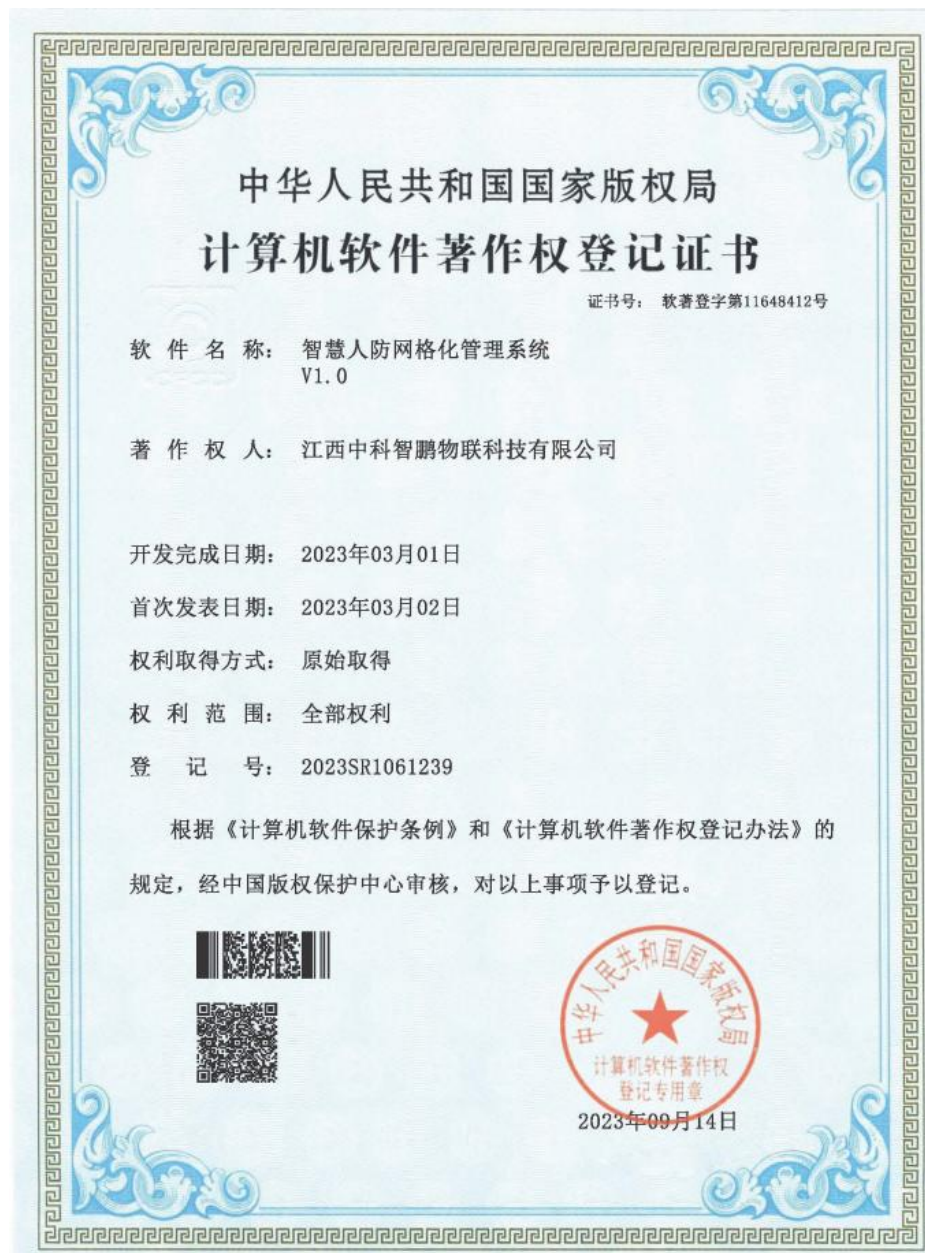 中华人民共和国国家版权局
计算机软件著作权登记证书
证书号： 软著登字第11648412号
软件名称： 智慧人防网格化管理系统
V1.0
著作权人： 江西中科智鹏物联科技有限公司
开发完成日期： 2023年03月01日
首次发表日期： 2023年03月02日
权利取得方式： 原始取得
权利范围： 全部权利
登记号： 2023SR1061239
根据《计算机软件保护条例》和《计算机软件著作权登记办法》的
规定，经中国版权保护中心审核，对以上事项予以登记。
中华人民共和国国家版权局
计算机软件著作权
登记专用章
2023年09月14日